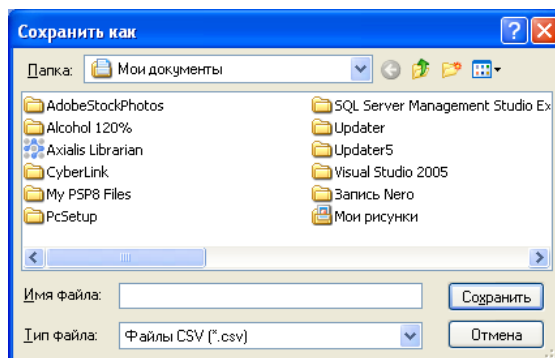 Сохранить как
Папка: Мои документы
AdobeStockPhotos
Alcohol 120%
Axialis Librarian
CyberLink
My PSP8 Files
PcSetup
SQL Server Management Studio Ex
Updater
Updater5
Visual Studio 2005
Запись Nero
Мои рисунки
Имя файла:
Сохранить
Тип файла: Файлы CSV (*.csv)
Отмена